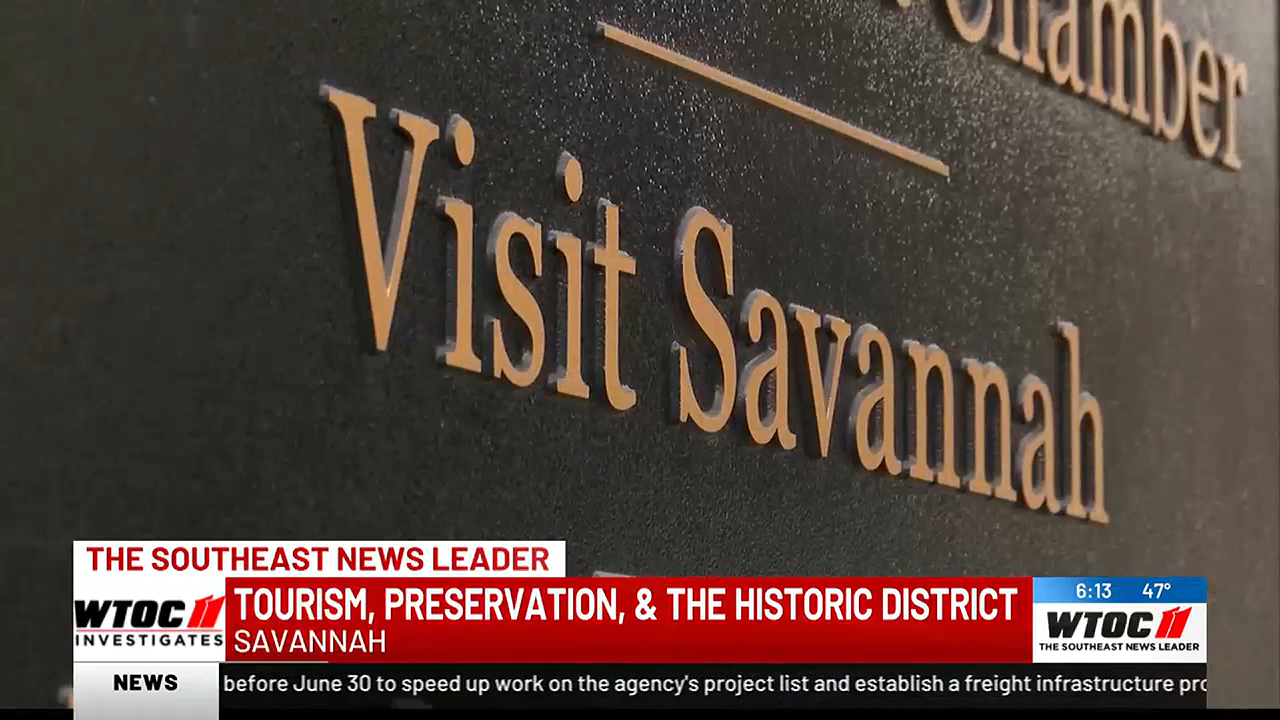 Chamber
Visit Savannah
THE SOUTHEAST NEWS LEADER
WTOC 11
INVESTIGATES
TOURISM, PRESERVATION, & THE HISTORIC DISTRICT
SAVANNAH
6:13 47°
WTOC 11
THE SOUTHEAST NEWS LEADER
NEWS
before June 30 to speed up work on the agency's project list and establish a freight infrastructure